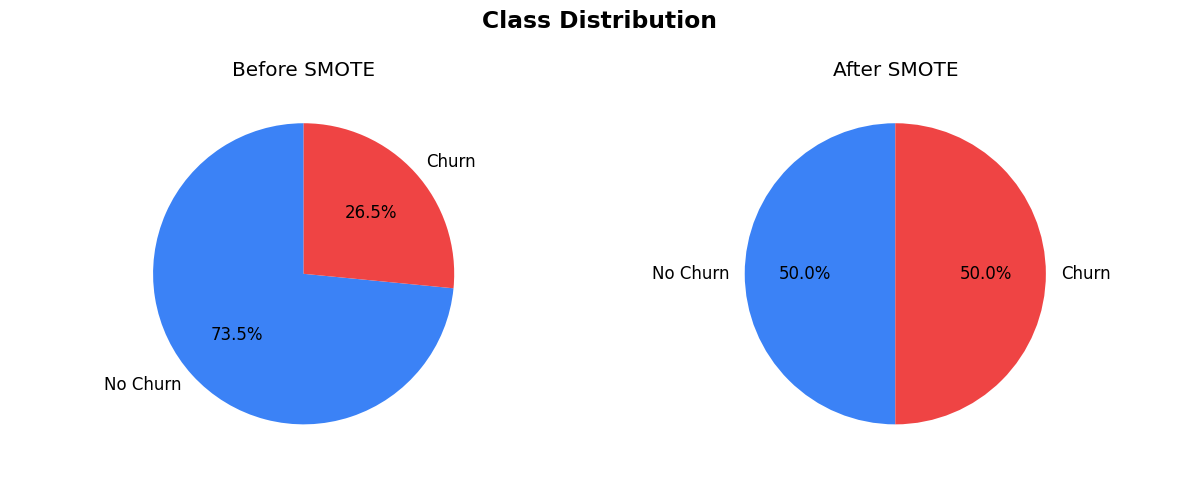 Class Distribution
Before SMOTE
Churn
26.5%
73.5%
No Churn
After SMOTE
No Churn
50.0%
50.0%
Churn